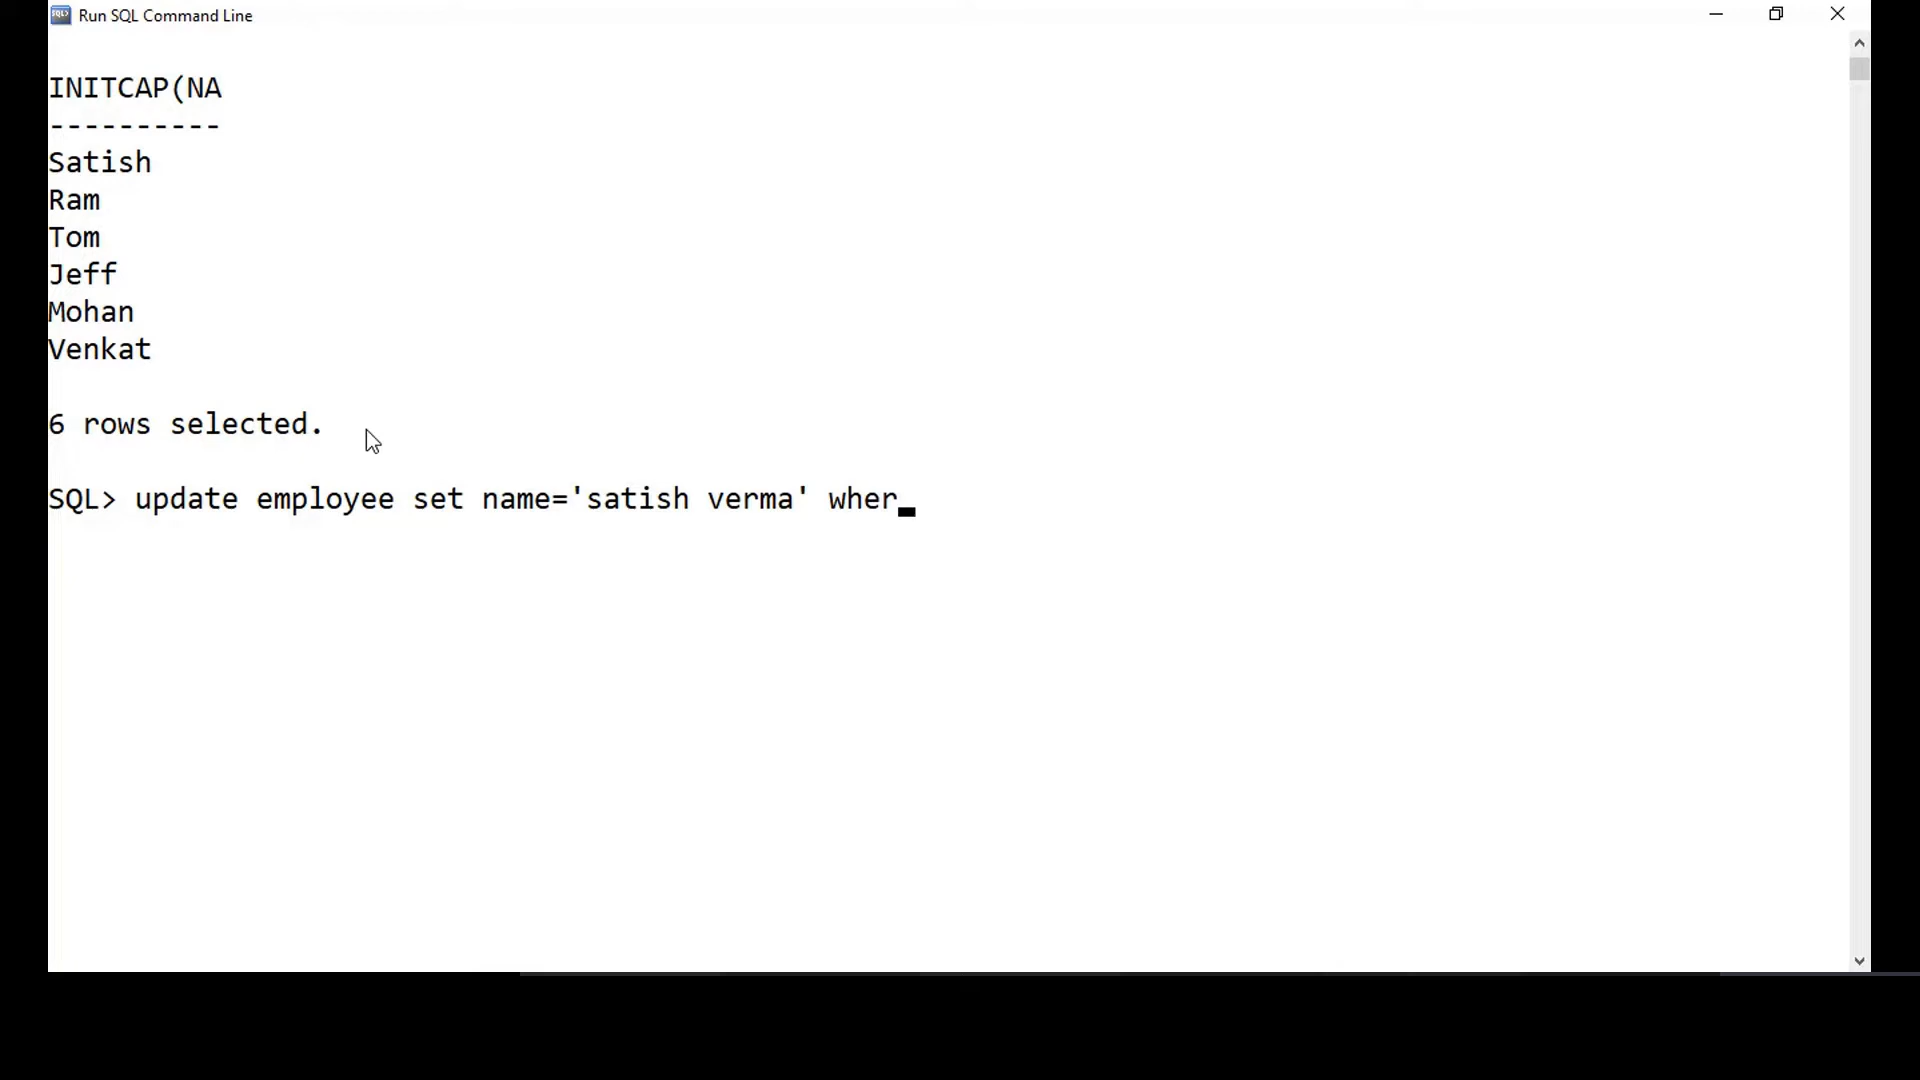 Run SQL Command Line
INITCAP(NA
----------
Satish
Ram
Tom
Jeff
Mohan
Venkat
6 rows selected.
SQL> update employee set name='satish verma' wher